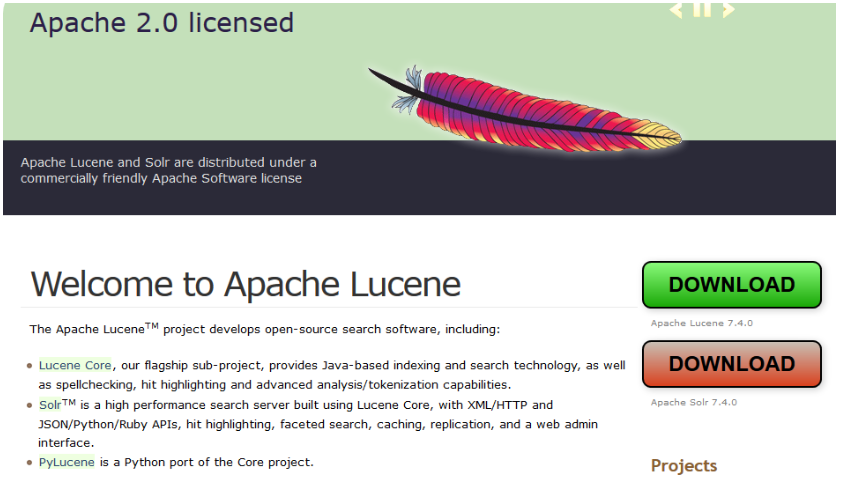 Apache 2.0 licensed
Apache Lucene and Solr are distributed under a
commercially friendly Apache Software license
Welcome to Apache Lucene
The Apache Lucene™ project develops open-source search software, including:
Lucene Core, our flagship sub-project, provides Java-based indexing and search technology, as well
as spellchecking, hit highlighting and advanced analysis/tokenization capabilities.
Solr™ is a high performance search server built using Lucene Core, with XML/HTTP and
JSON/Python/Ruby APIs, hit highlighting, faceted search, caching, replication, and a web admin
interface.
PyLucene is a Python port of the Core project.
DOWNLOAD
Apache Lucene 7.4.0
DOWNLOAD
Apache Solr 7.4.0
Projects